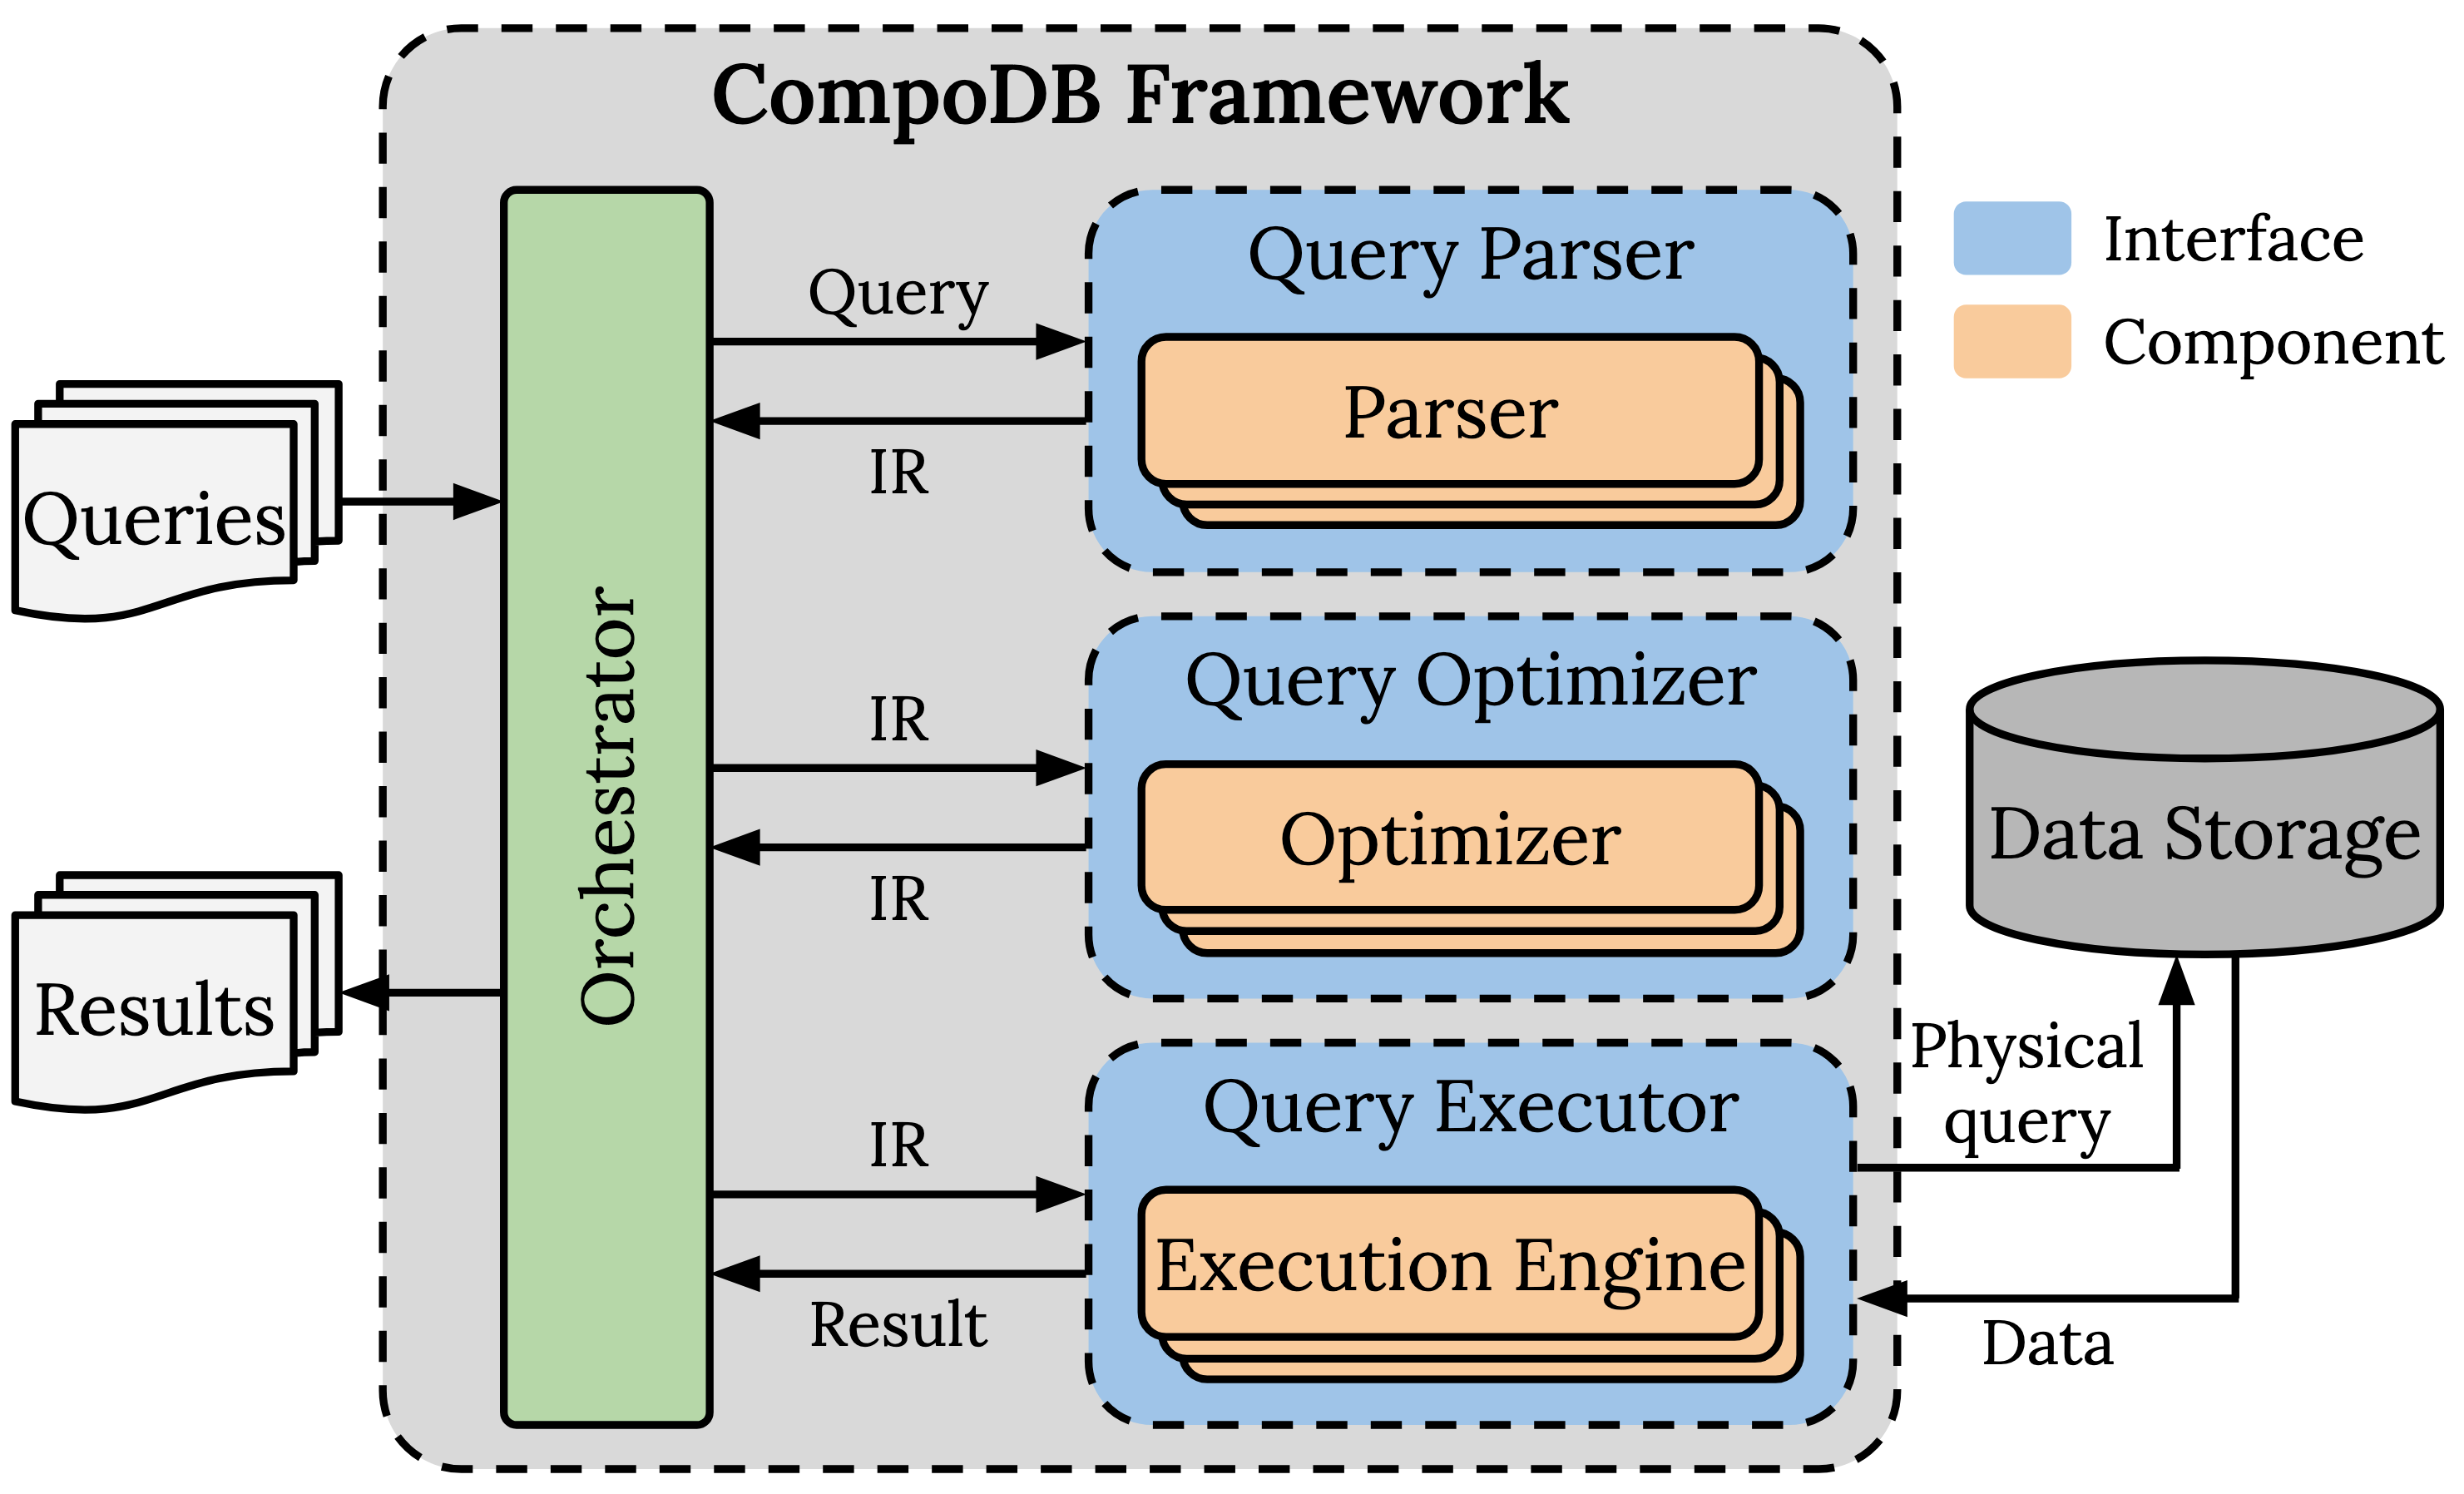 CompoDB Framework
Interface
Component
Queries
Results
Orchestrator
Query
IR
Query Parser
Parser
IR
IR
Query Optimizer
Optimizer
IR
Result
Query Executor
Execution Engine
Data Storage
Physical
query
Data